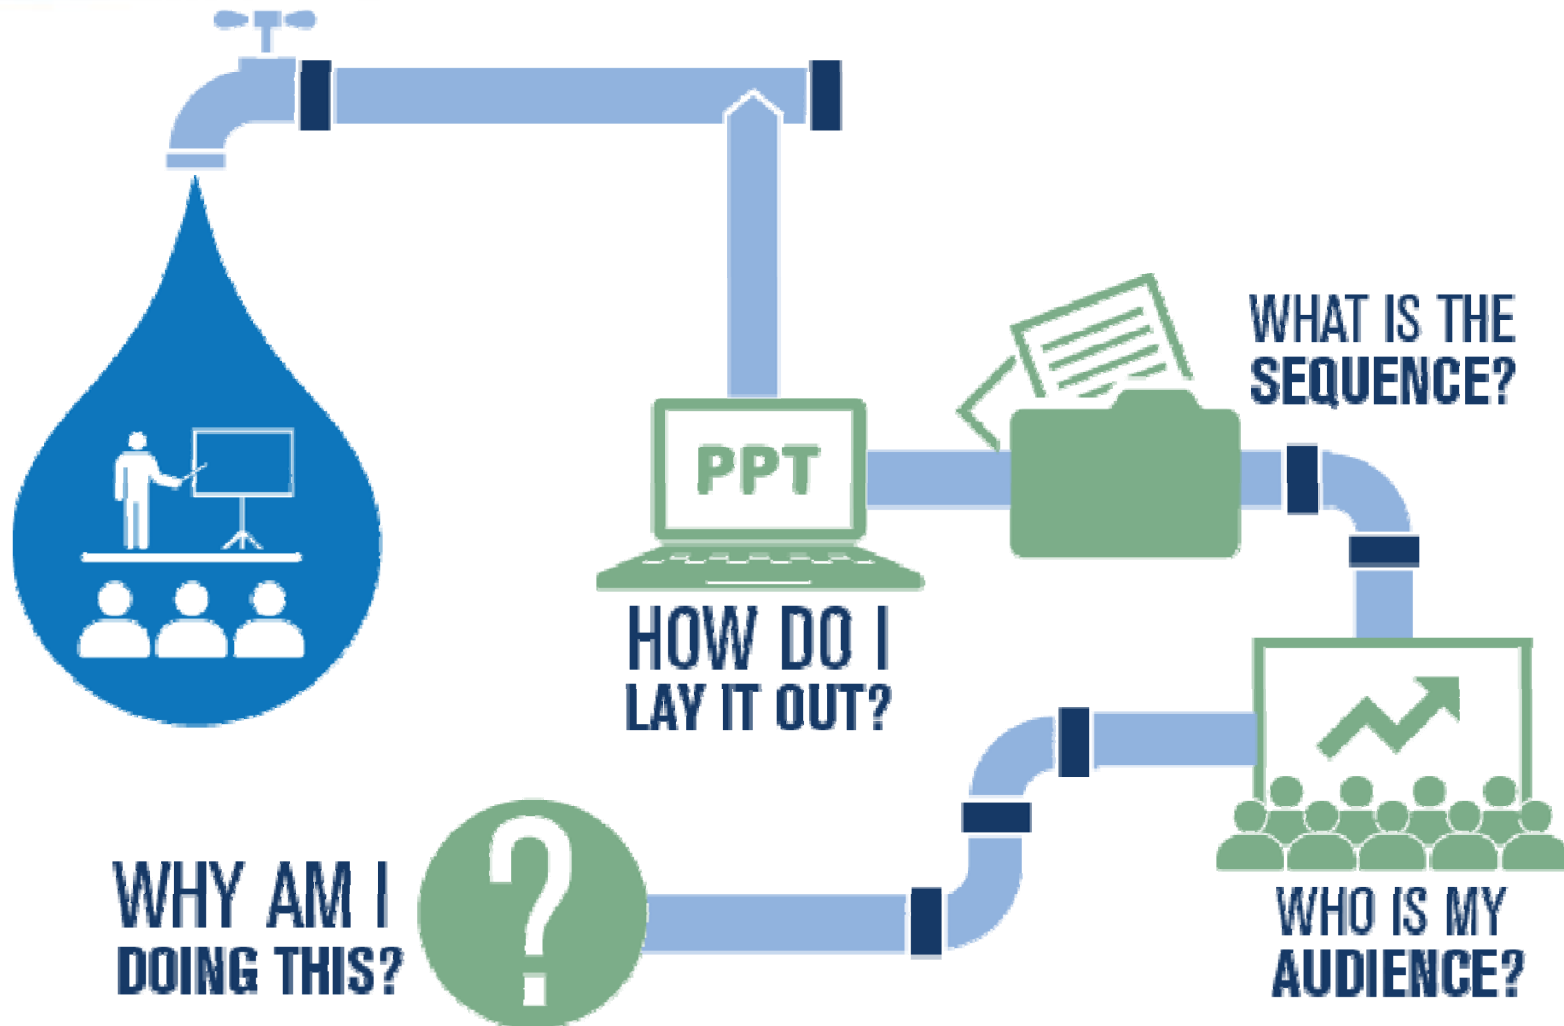 WHAT IS THE
SEQUENCE?
PPT
HOW DO I
LAY IT OUT?
WHY AM I
DOING THIS?
WHO IS MY
AUDIENCE?